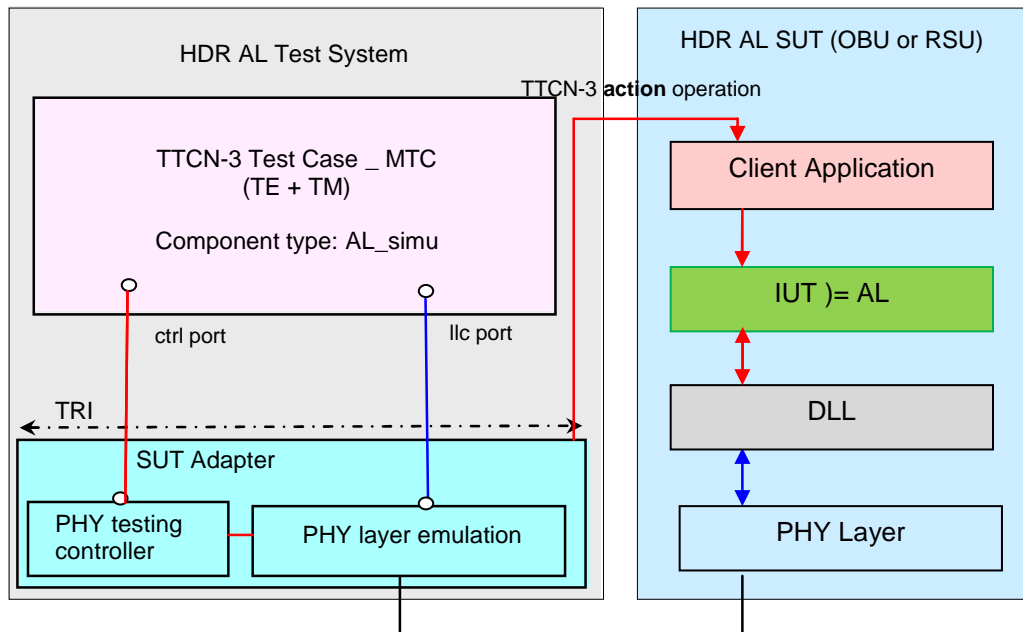 HDR AL Test System
TTCN-3 Test Case _ MTC
(TE + TM)
Component type: AL_simu
ctrl port
llc port
TRI
SUT Adapter
PHY testing
controller
PHY layer emulation
TTCN-3 action operation
HDR AL SUT (OBU or RSU)
Client Application
IUT )= AL
DLL
PHY Layer